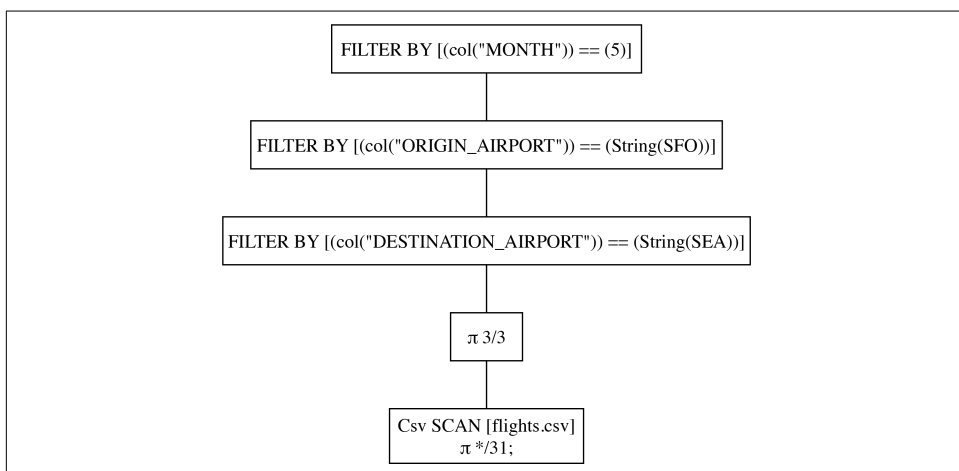 FILTER BY [(col("MONTH")) == (5)]
FILTER BY [(col("ORIGIN_AIRPORT")) == (String(SFO))]
FILTER BY [(col("DESTINATION_AIRPORT")) == (String(SEA))]
π 3/3
Csv SCAN [flights.csv]
π */31;